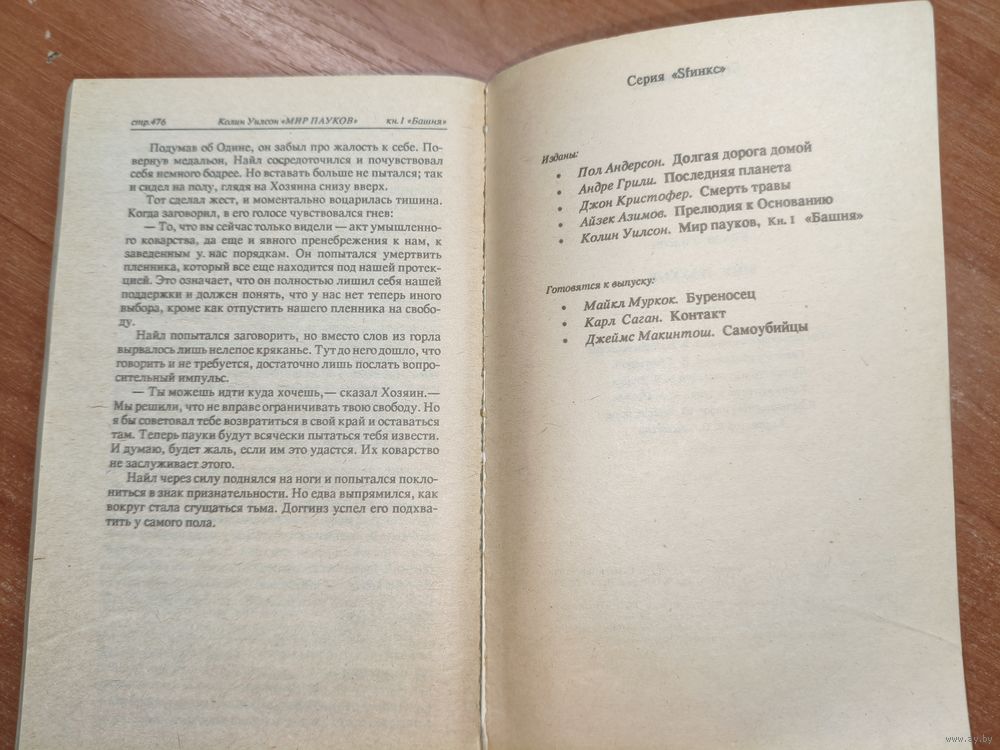 стр.476 Колин Уилсон «МИР ПАУКОВ» кн. I «Башня»
Подумав об Одине, он забыл про жалость к себе. По-
вернув медальон, Найл сосредоточился и почувствовал
себя немного бодрее. Но вставать больше не пытался; так
и сидел на полу, глядя на Хозяина снизу вверх.
Тот сделал жест, и моментально воцарилась тишина.
Когда заговорил, в его голосе чувствовался гнев:
— То, что вы сейчас только видели — акт умышленно-
го коварства, да еще и явного пренебрежения к нам, к
заведенным у нас порядкам. Он попытался умертвить
пленника, который все еще находится под нашей протек-
цией. Это означает, что он полностью лишил себя нашей
поддержки и должен понять, что у нас нет теперь иного
выбора, кроме как отпустить нашего пленника на свобо-
ду.
Найл попытался заговорить, но вместо слов из горла
вырвалось лишь нелепое кряканье. Тут до него дошло, что
говорить и не требуется, достаточно лишь послать вопро-
сительный импульс.
— Ты можешь идти куда хочешь,— сказал Хозяин.—
Мы решили, что не вправе ограничивать твою свободу. Но
я бы советовал тебе возвратиться в свой край и оставаться
там. Теперь пауки будут всячески пытаться тебя извести.
И думаю, будет жаль, если им это удастся. Их коварство
не заслуживает этого.
Найл через силу поднялся на ноги и попытался покло-
ниться в знак признательности. Но едва выпрямился, как
вокруг стала сгущаться тьма. Доггинз успел его подхва-
тить у самого пола.
Серия «Sfинкс»
Изданы:
• Пол Андерсон. Долгая дорога домой
• Андре Грили. Последняя планета
• Джон Кристофер. Смерть травы
• Айзек Азимов. Прелюдия к Основанию
• Колин Уилсон. Мир пауков, Кн. I «Башня»
Готовятся к выпуску:
• Майкл Муркок. Буреносец
• Карл Саган. Контакт
• Джеймс Макинтош. Самоубийцы
www.ay.by